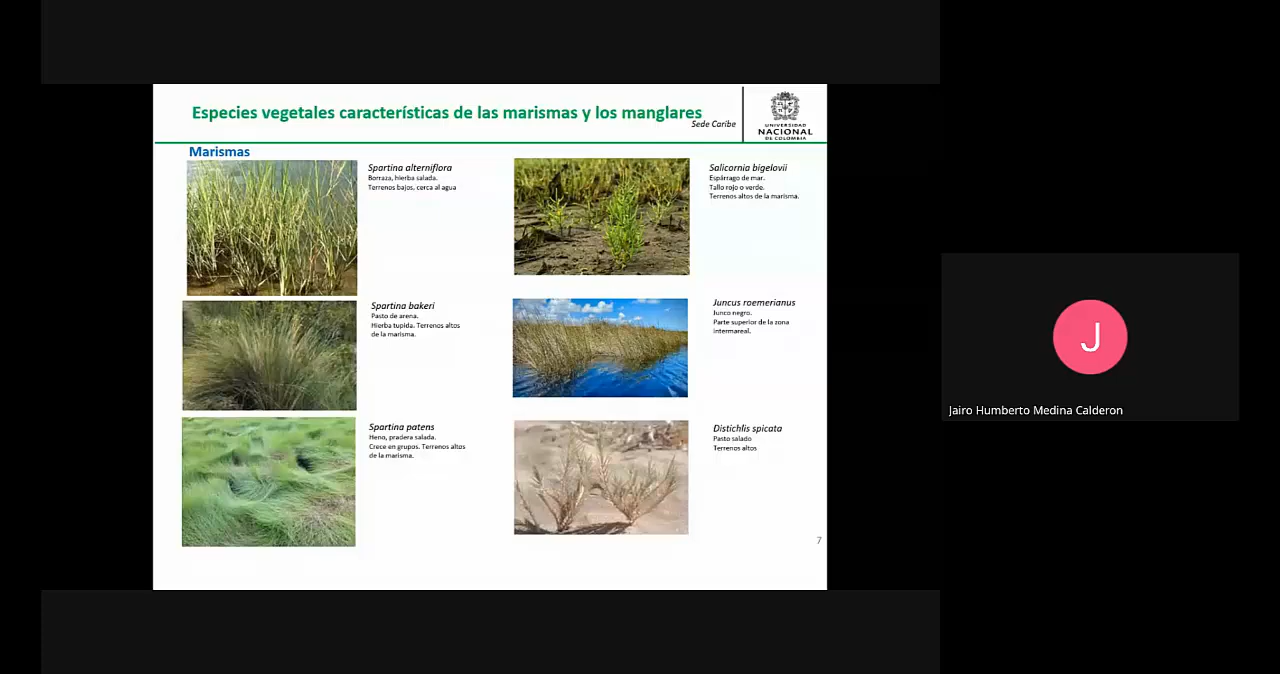 Especies vegetales características de las marismas y los manglares
Sede Caribe
UNIVERSIDAD
NACIONAL
DE COLOMBIA
Marismas
Spartina alterniflora
Borraza, hierba salada.
Terrenos bajos, cerca al agua
Salicornia bigelovii
Espárrago de mar.
Tallo rojo o verde.
Terrenos altos de la marisma.
Spartina bakeri
Pasto de arena.
Hierba tupida. Terrenos altos
de la marisma.
Juncus roemerianus
Junco negro.
Parte superior de la zona
intermareal.
Spartina patens
Heno, pradera salada.
Crece en grupos. Terrenos altos
de la marisma.
Distichlis spicata
Pasto salado
Terrenos altos
7
J
Jairo Humberto Medina Calderon